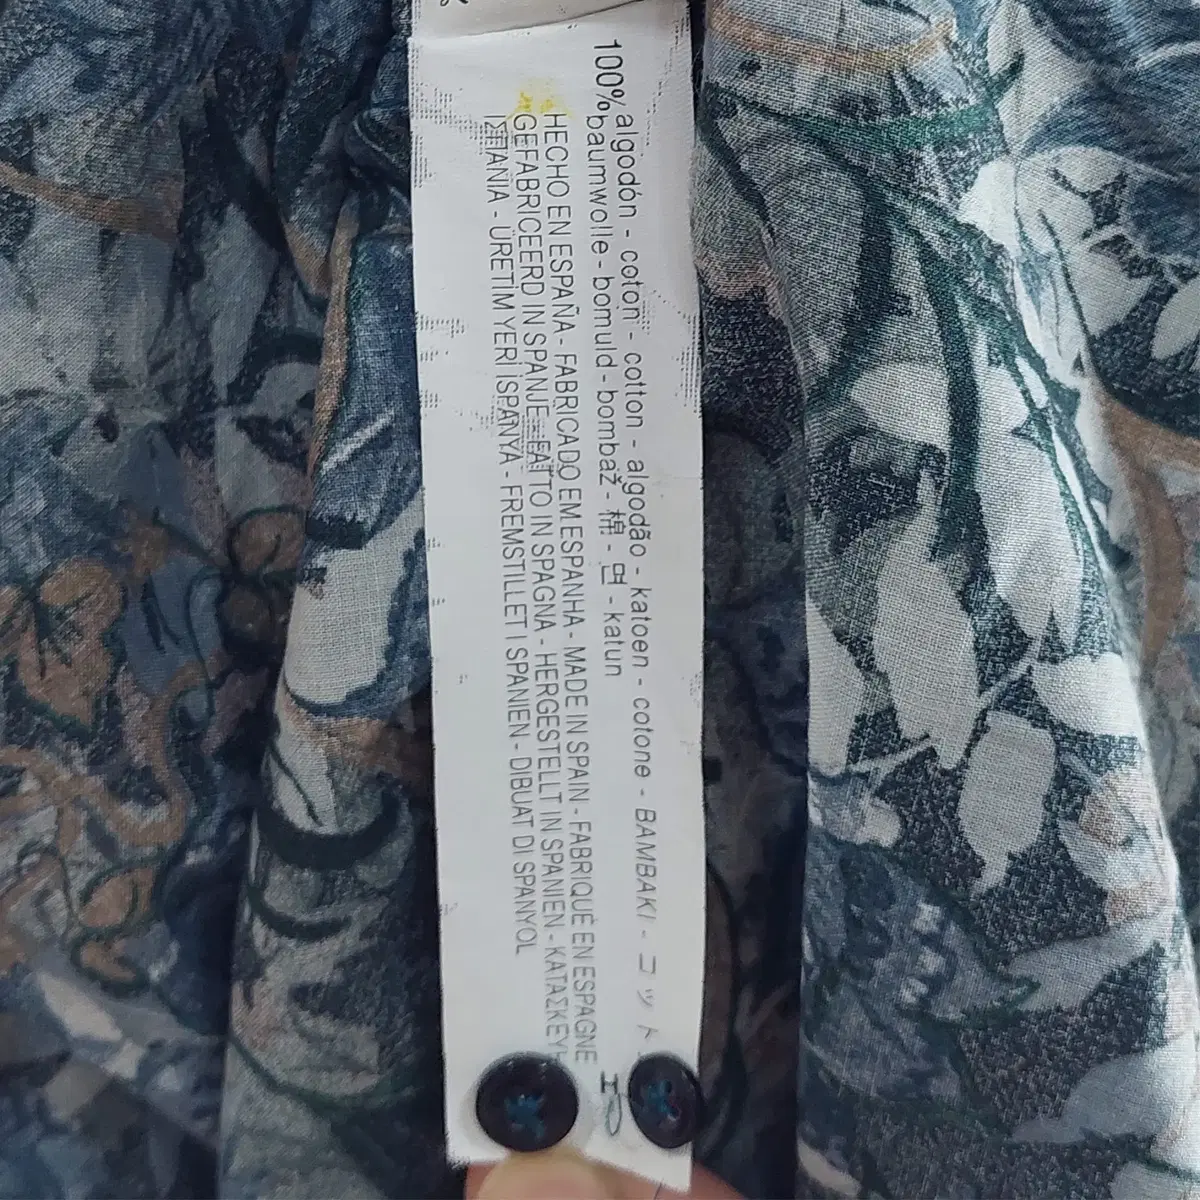 100% algodón - coton - cotton - algodão - katoen - cotone - BAMBAKI - コットン
baumwolle - bomuld - bombaž - 棉 - 면 - katun
HECHO EN ESPAÑA - FABRICADO EM ESPANHA - MADE IN SPAIN - FABRIQUÉ EN ESPAGNE
GEFABRICEERD IN SPANJE - FATTO IN SPAGNA - HERGESTELLT IN SPANIEN - ΚΑΤΑΣΚΕΥΗ
ΙΣΠΑΝΙΑ - ÜRETİM YERİ İSPANYA - FREMSTILLET I SPANIEN - DIBUAT DI SPANYOL